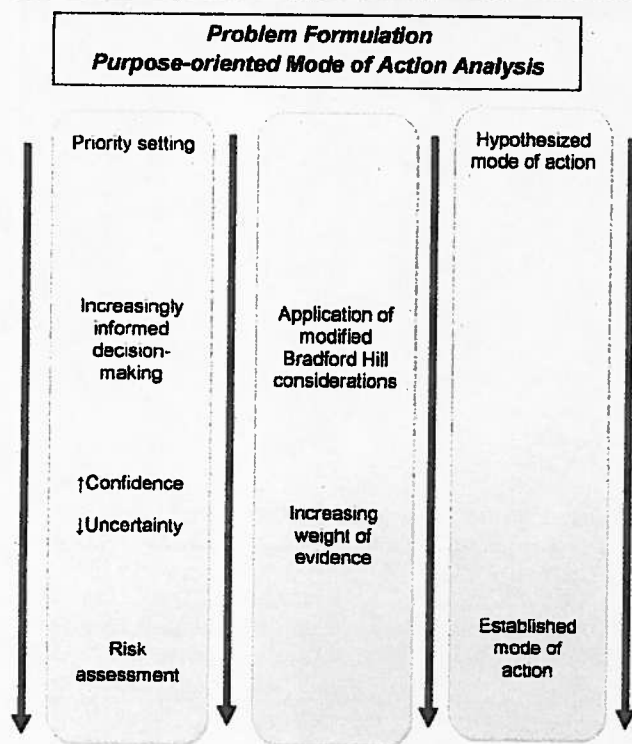 Problem Formulation
Purpose-oriented Mode of Action Analysis
Priority setting
Increasingly
informed
decision-
making
↑Confidence
↓Uncertainty
Risk
assessment
Application of
modified
Bradford Hill
considerations
Increasing
weight of
evidence
Hypothesized
mode of action
Established
mode of
action